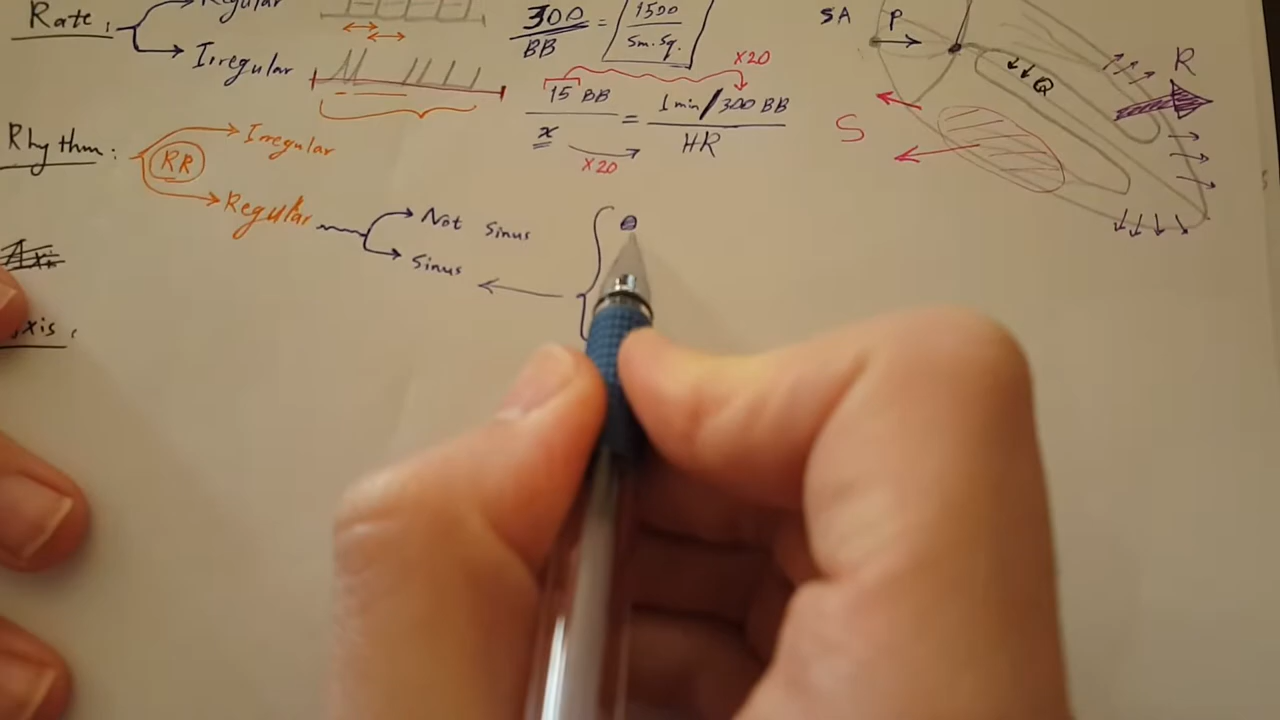 Rate:
Regular
Irregular
300
BB
=
1500
Sm. Sq.
x20
15 BB
x
=
1 min / 300 BB
HR
x20
Rhythm:
RR
Irregular
Regular
Not Sinus
Sinus
SA
P
Q
R
S